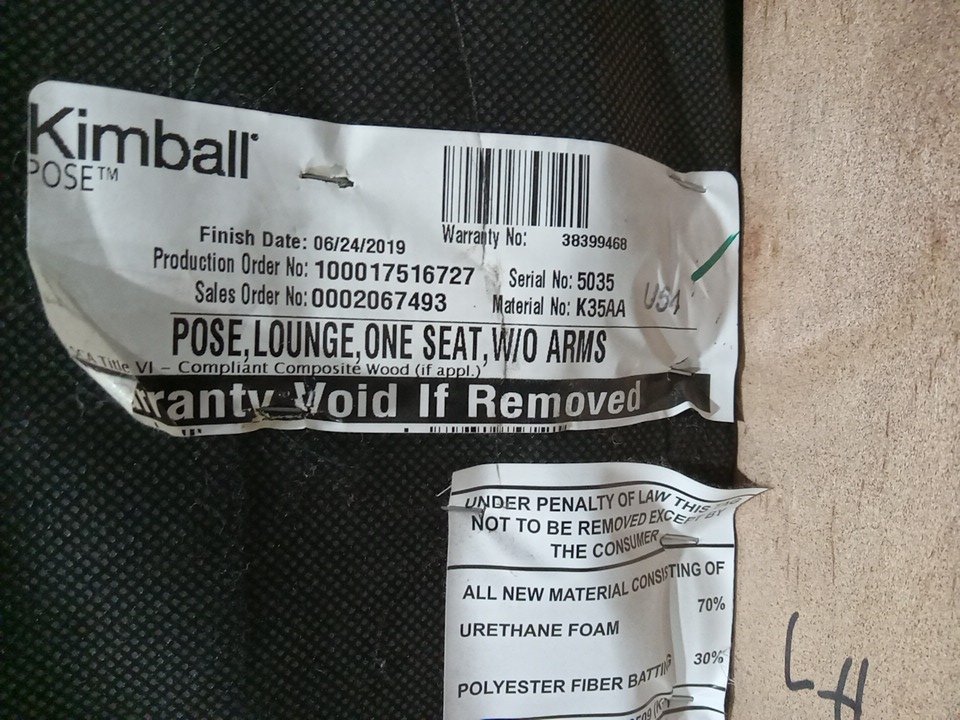 Kimball®
POSE™
Finish Date: 06/24/2019
Warranty No: 38399468
Production Order No: 100017516727
Serial No: 5035
Sales Order No: 0002067493
Material No: K35AA
USA
POSE, LOUNGE, ONE SEAT, W/O ARMS
Title VI – Compliant Composite Wood (if appl.)
Void If Removed
UNDER PENALTY OF LAW THIS
NOT TO BE REMOVED EXCEPT BY
THE CONSUMER
ALL NEW MATERIAL CONSISTING OF
70%
URETHANE FOAM
30%
POLYESTER FIBER
LH